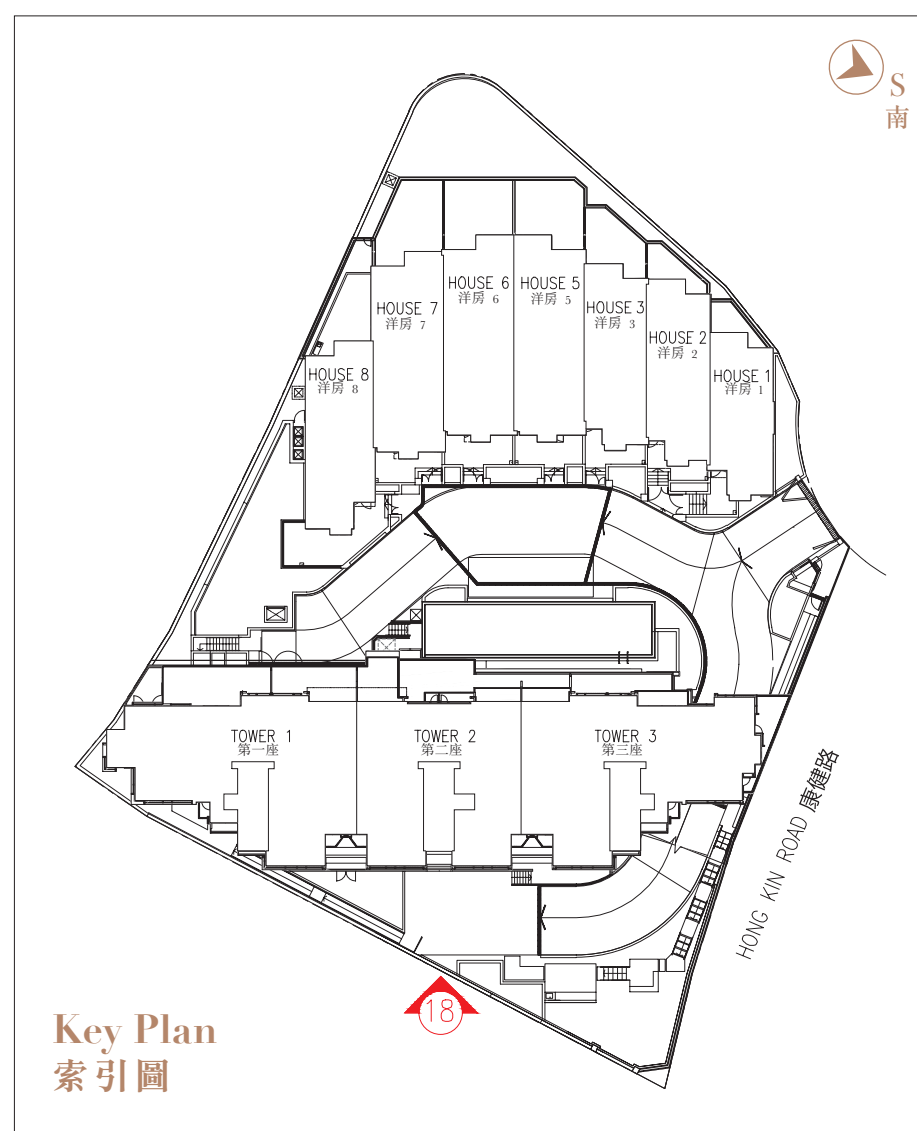 S
南
HOUSE 6
洋房 6
HOUSE 5
洋房 5
HOUSE 7
洋房 7
HOUSE 3
洋房 3
HOUSE 2
洋房 2
HOUSE 8
洋房 8
HOUSE 1
洋房 1
TOWER 1
第一座
TOWER 2
第二座
TOWER 3
第三座
HONG KIN ROAD 康健路
18
Key Plan
索引圖